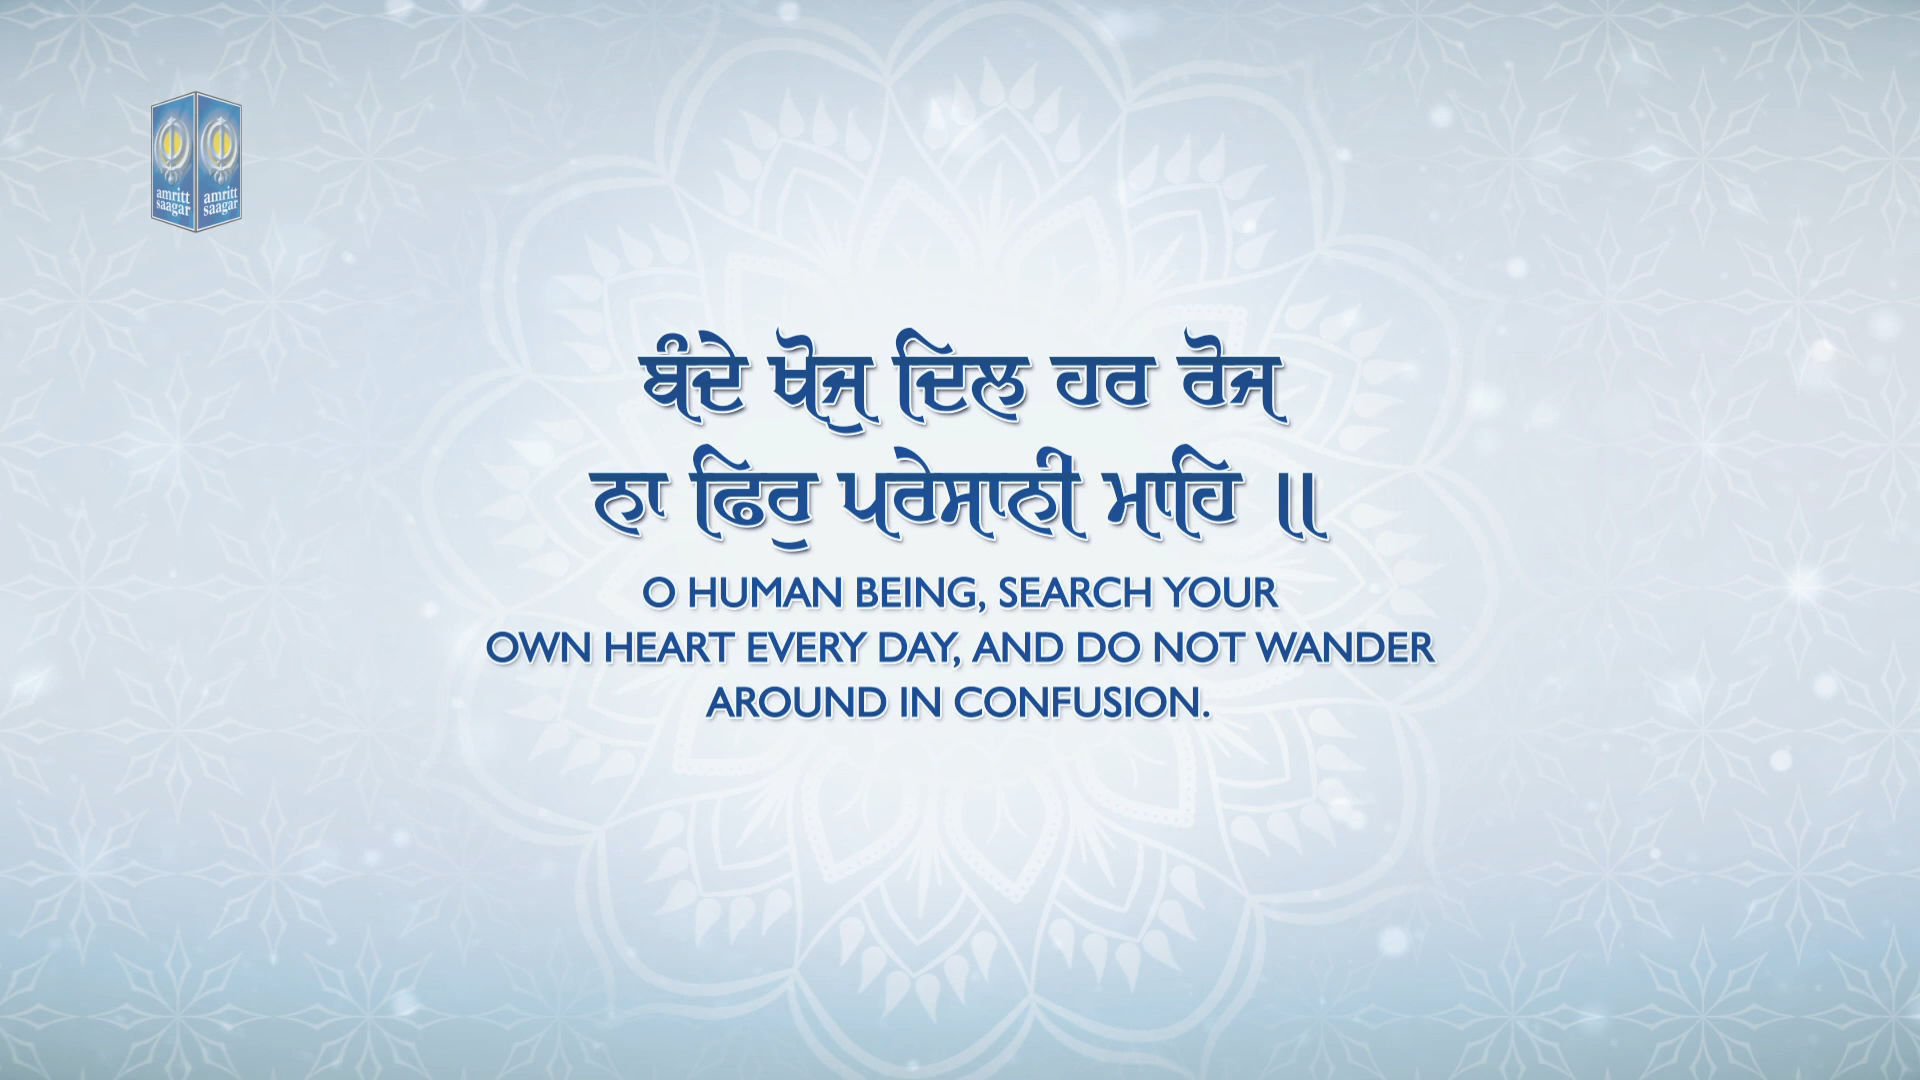 amritt
saagar
amritt
saagar
ਬੰਦੇ ਖੋਜੁ ਦਿਲ ਹਰ ਰੋਜ
ਨਾ ਫਿਰੁ ਪਰੇਸਾਨੀ ਮਾਹਿ ॥
O HUMAN BEING, SEARCH YOUR
OWN HEART EVERY DAY, AND DO NOT WANDER
AROUND IN CONFUSION.